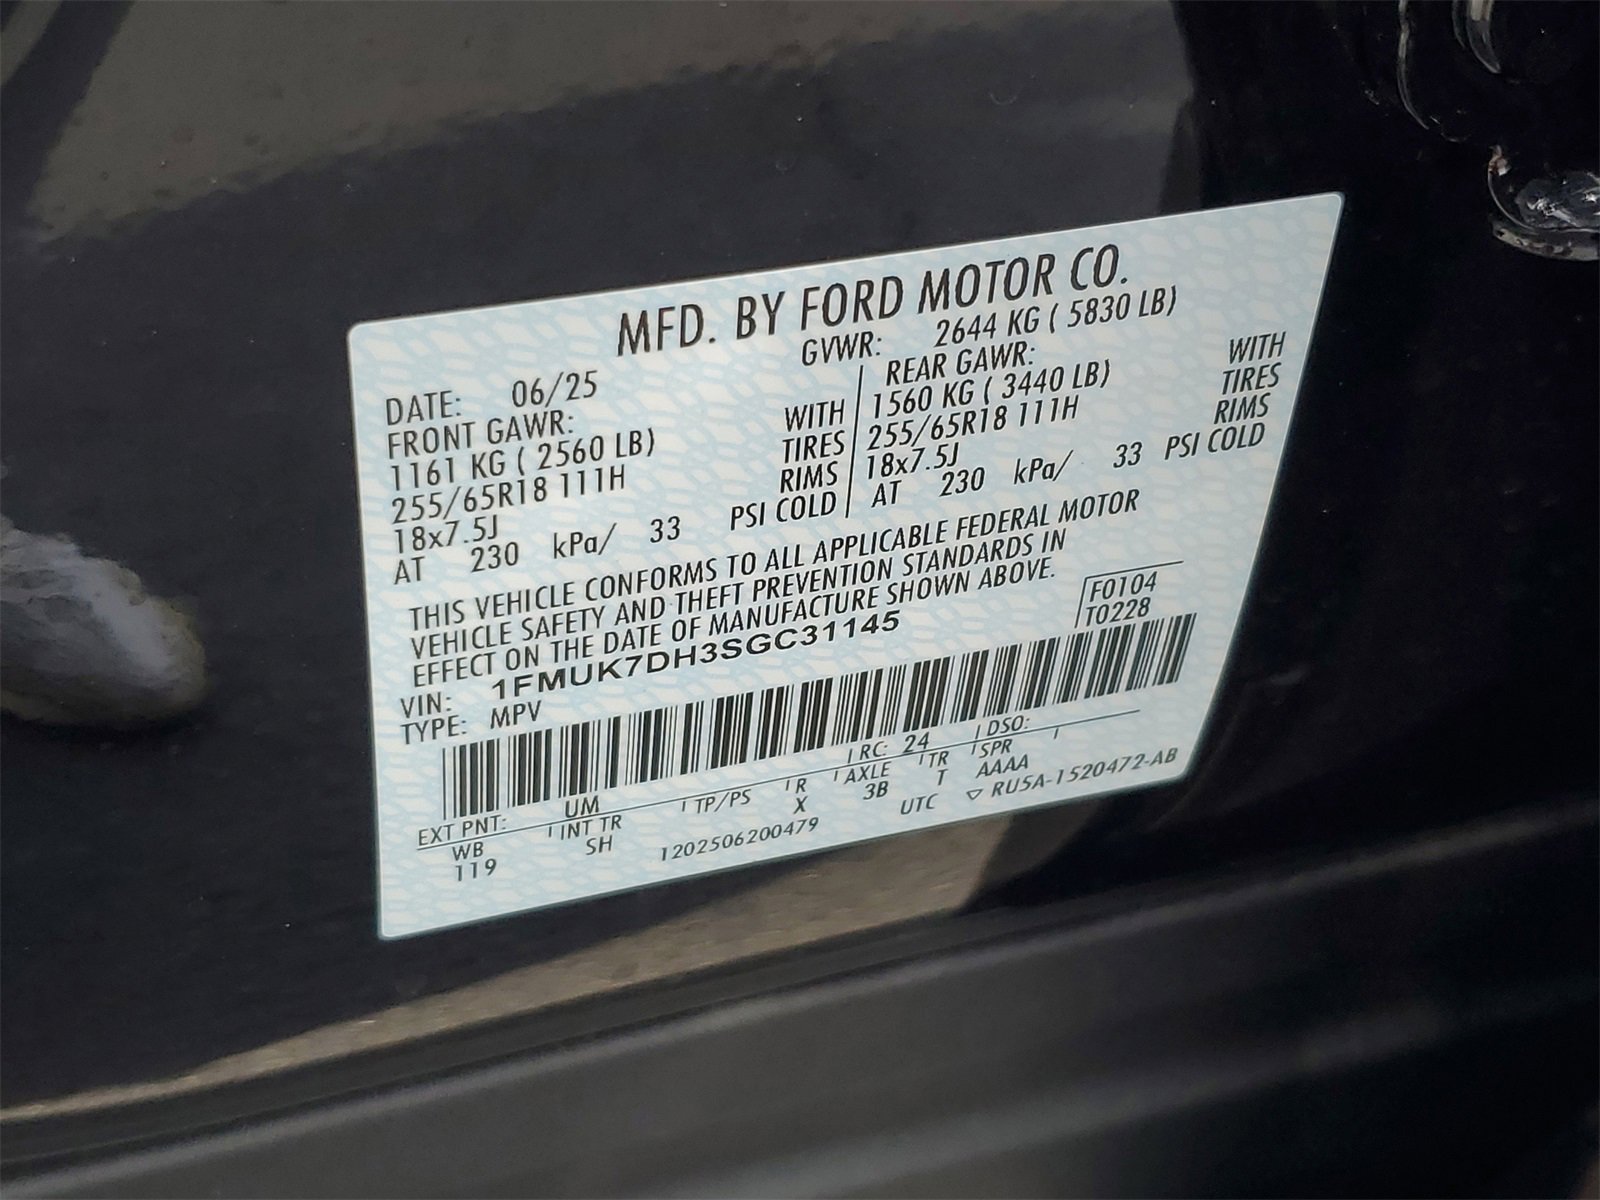 MFD. BY FORD MOTOR CO.
DATE: 06/25 GVWR: 2644 KG ( 5830 LB)
FRONT GAWR: REAR GAWR:
1161 KG ( 2560 LB) WITH 1560 KG ( 3440 LB) WITH
255/65R18 111H TIRES 255/65R18 111H TIRES
18x7.5J RIMS 18x7.5J RIMS
AT 230 kPa/ 33 PSI COLD AT 230 kPa/ 33 PSI COLD
THIS VEHICLE CONFORMS TO ALL APPLICABLE FEDERAL MOTOR
VEHICLE SAFETY AND THEFT PREVENTION STANDARDS IN
EFFECT ON THE DATE OF MANUFACTURE SHOWN ABOVE.
F0104
T0228
VIN: 1FMUK7DH3SGC31145
TYPE: MPV
EXT PNT: UM RC: 24 DSO:
WB INT TR TP/PS R AXLE TR SPR
119 SH X 3B T AAAA
1202506200479 UTC ▽ RU5A-1520472-AB